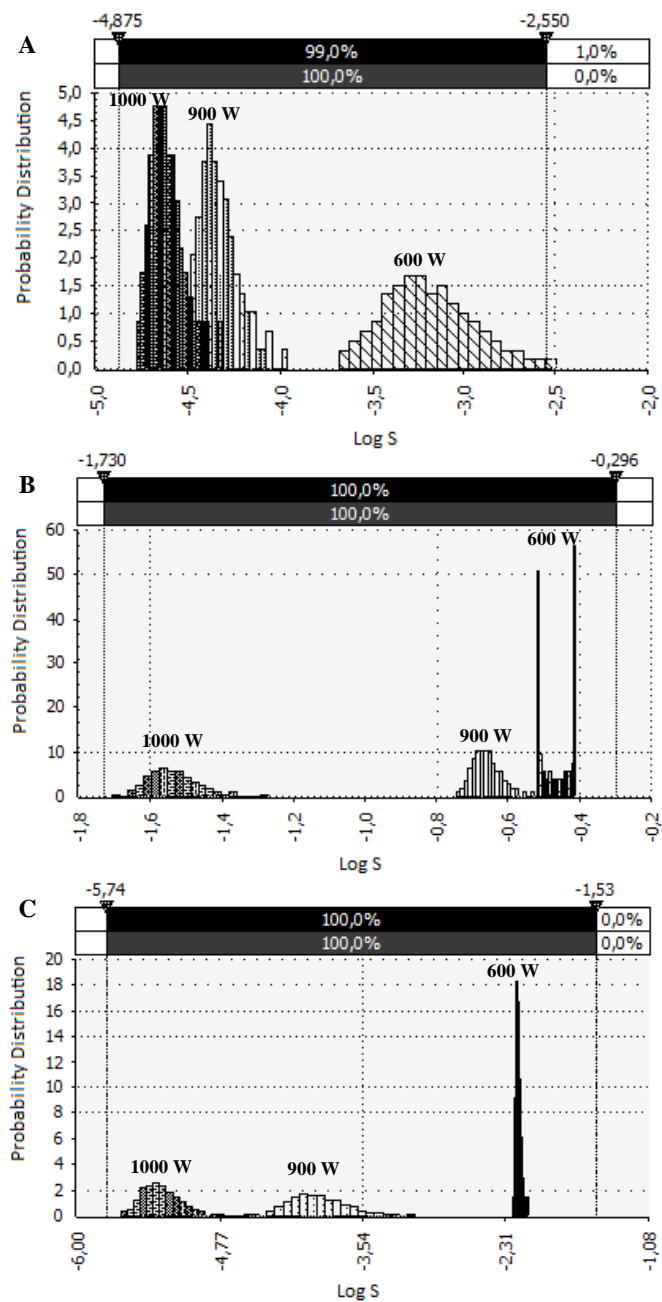 -4,875 -2,550
A
99,0% 1,0%
100,0% 0,0%
1000 W
900 W
600 W
Probability Distribution
5,0
4,5
4,0
3,5
3,0
2,5
2,0
1,5
1,0
0,5
0,0
-5,0 -4,5 -4,0 -3,5 -3,0 -2,5 -2,0
Log S
-1,730 -0,296
B
100,0%
100,0%
600 W
1000 W
900 W
Probability Distribution
60
50
40
30
20
10
0
-1,8 -1,6 -1,4 -1,2 -1,0 -0,8 -0,6 -0,4 -0,2
Log S
-5,74 -1,53
C
100,0% 0,0%
100,0% 0,0%
600 W
1000 W
900 W
Probability Distribution
20
18
16
14
12
10
8
6
4
2
0
-6,00 -4,77 -3,54 -2,31 -1,08
Log S